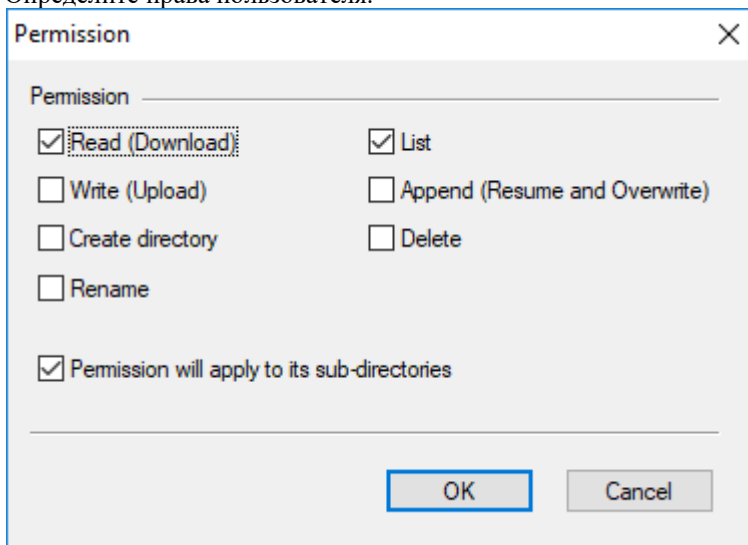 Определите права пользователя.
Permission
Permission
Read (Download) List
Write (Upload) Append (Resume and Overwrite)
Create directory Delete
Rename
Permission will apply to its sub-directories
OK Cancel